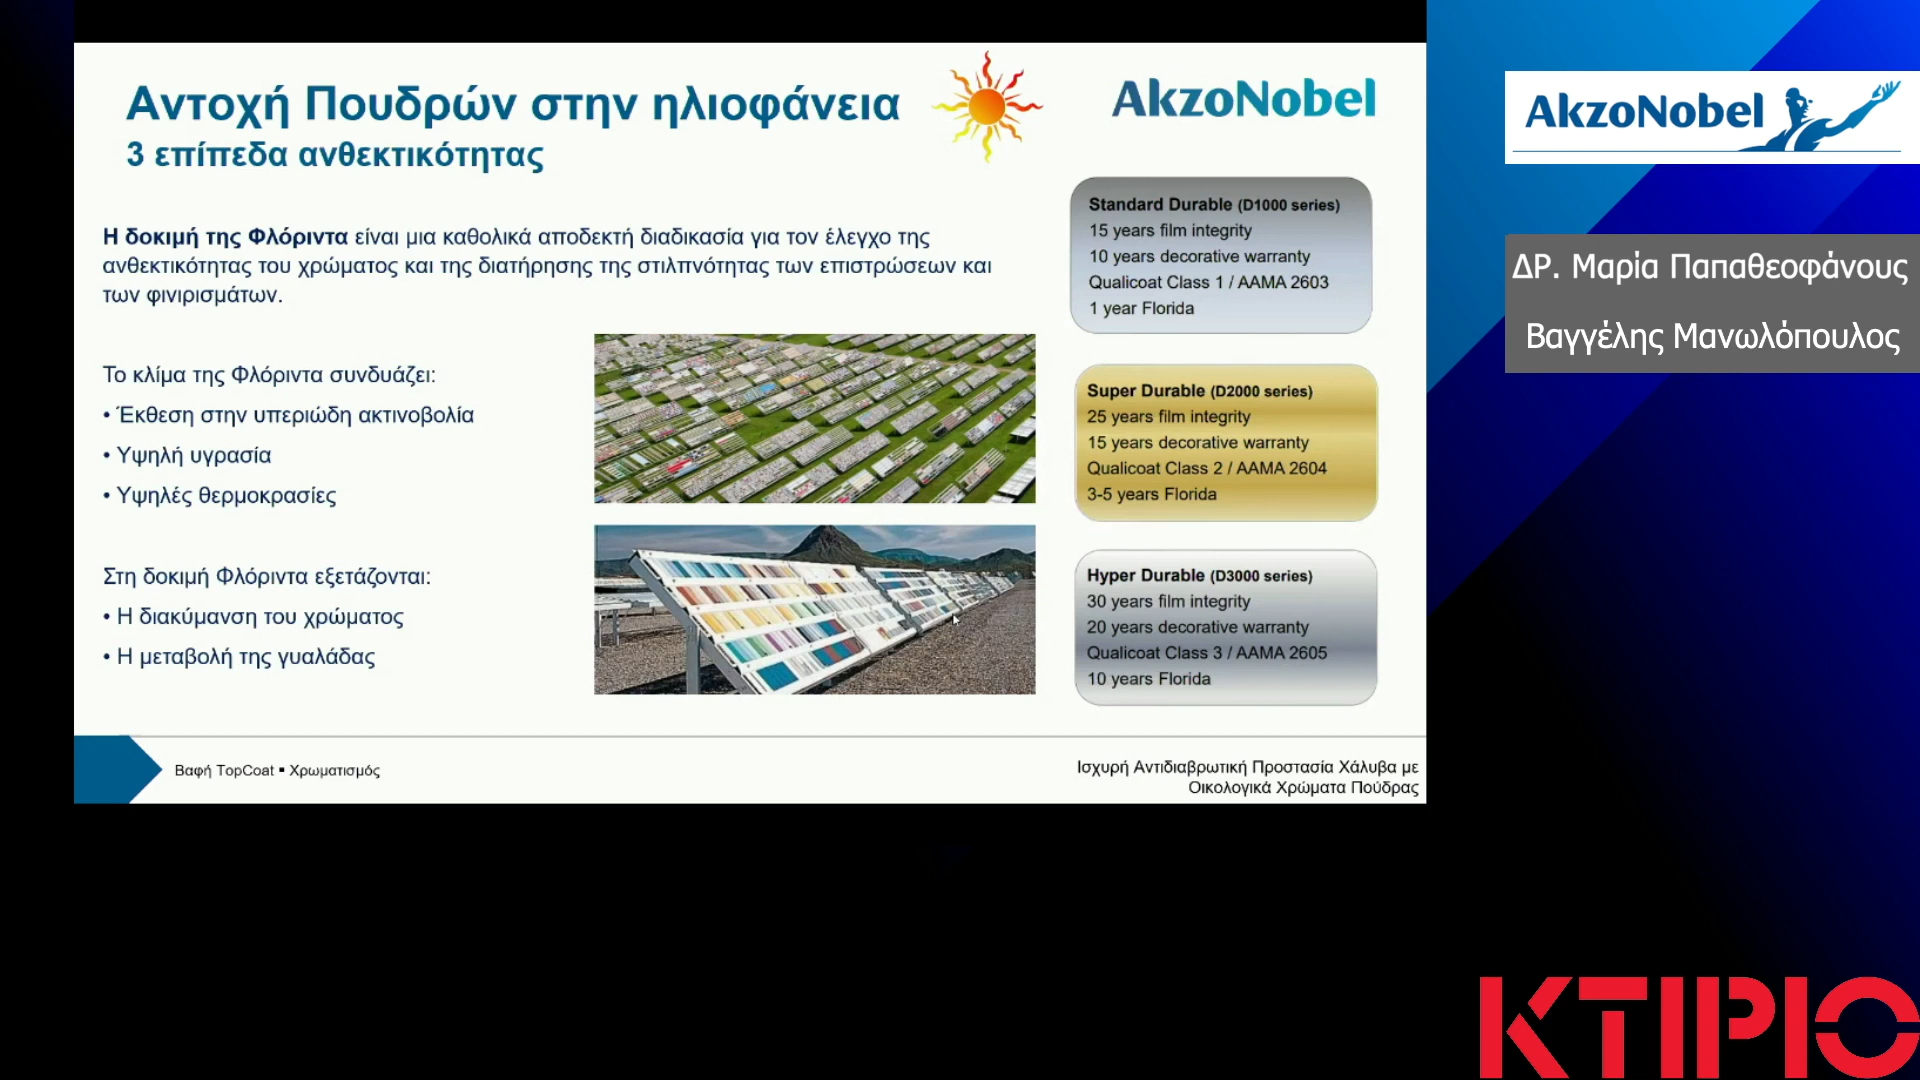 Αντοχή Πουδρών στην ηλιοφάνεια
3 επίπεδα ανθεκτικότητας
AkzoNobel
Η δοκιμή της Φλόριντα είναι μια καθολικά αποδεκτή διαδικασία για τον έλεγχο της
ανθεκτικότητας του χρώματος και της διατήρησης της στιλπνότητας των επιστρώσεων και
των φινιρισμάτων.
Το κλίμα της Φλόριντα συνδυάζει:
• Έκθεση στην υπεριώδη ακτινοβολία
• Υψηλή υγρασία
• Υψηλές θερμοκρασίες
Στη δοκιμή Φλόριντα εξετάζονται:
• Η διακύμανση του χρώματος
• Η μεταβολή της γυαλάδας
Standard Durable (D1000 series)
15 years film integrity
10 years decorative warranty
Qualicoat Class 1 / AAMA 2603
1 year Florida
Super Durable (D2000 series)
25 years film integrity
15 years decorative warranty
Qualicoat Class 2 / AAMA 2604
3-5 years Florida
Hyper Durable (D3000 series)
30 years film integrity
20 years decorative warranty
Qualicoat Class 3 / AAMA 2605
10 years Florida
Βαφή TopCoat ▪ Χρωματισμός
Ισχυρή Αντιδιαβρωτική Προστασία Χάλυβα με
Οικολογικά Χρώματα Πούδρας
AkzoNobel
ΔΡ. Μαρία Παπαθεοφάνους
Βαγγέλης Μανωλόπουλος
ΚΤΙΡΙΟ